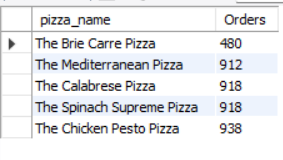 pizza_name Orders
The Brie Carre Pizza 480
The Mediterranean Pizza 912
The Calabrese Pizza 918
The Spinach Supreme Pizza 918
The Chicken Pesto Pizza 938